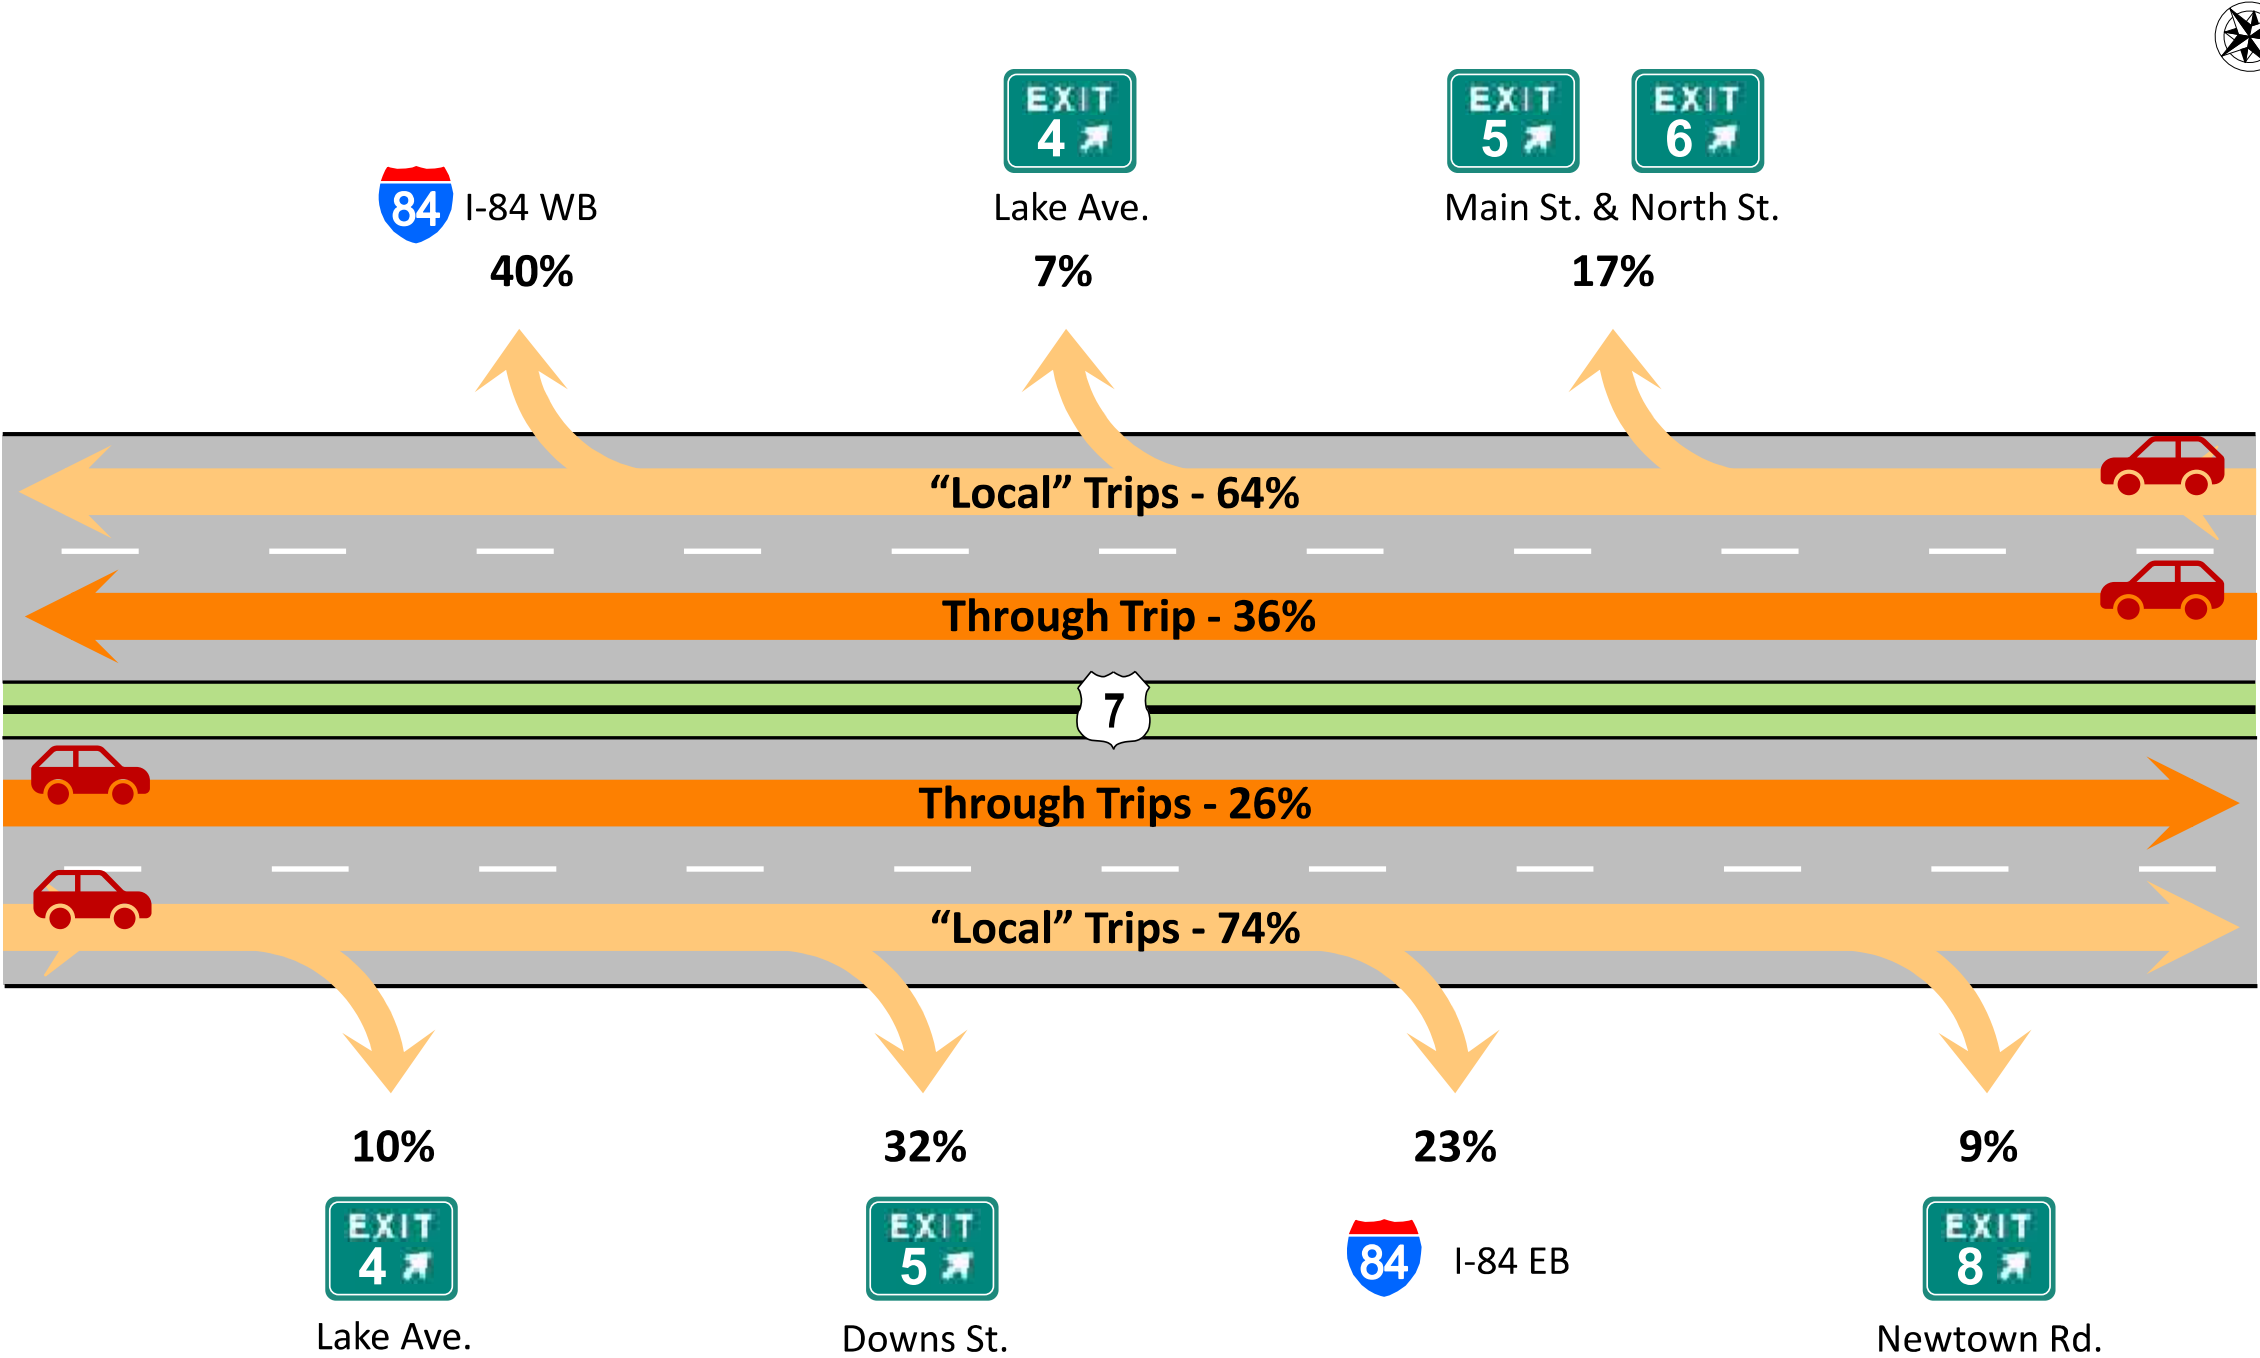 EXIT
4
EXIT
5
EXIT
6
84 I-84 WB
Lake Ave.
Main St. & North St.
40%
7%
17%
“Local” Trips - 64%
Through Trip - 36%
7
Through Trips - 26%
“Local” Trips - 74%
10%
32%
23%
9%
EXIT
4
EXIT
5
84 I-84 EB
EXIT
8
Lake Ave.
Downs St.
Newtown Rd.